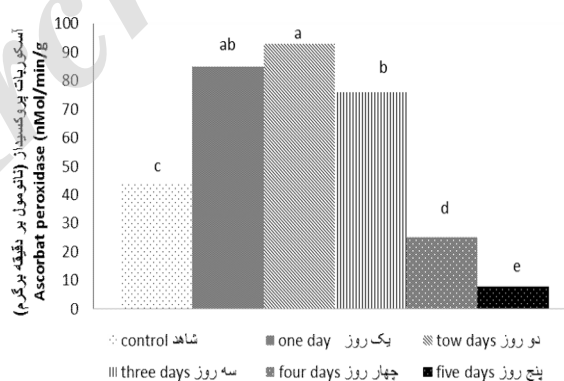 آسکوربات پروکسیداز (نانومول بر دقیقه برگرم)
Ascorbat peroxidase (nMol/min/g
100
90
80
70
60
50
40
30
20
10
0
c
ab
a
b
d
e
control شاهد
one day یک روز
tow days دو روز
three days سه روز
four days چهار روز
five days پنج روز